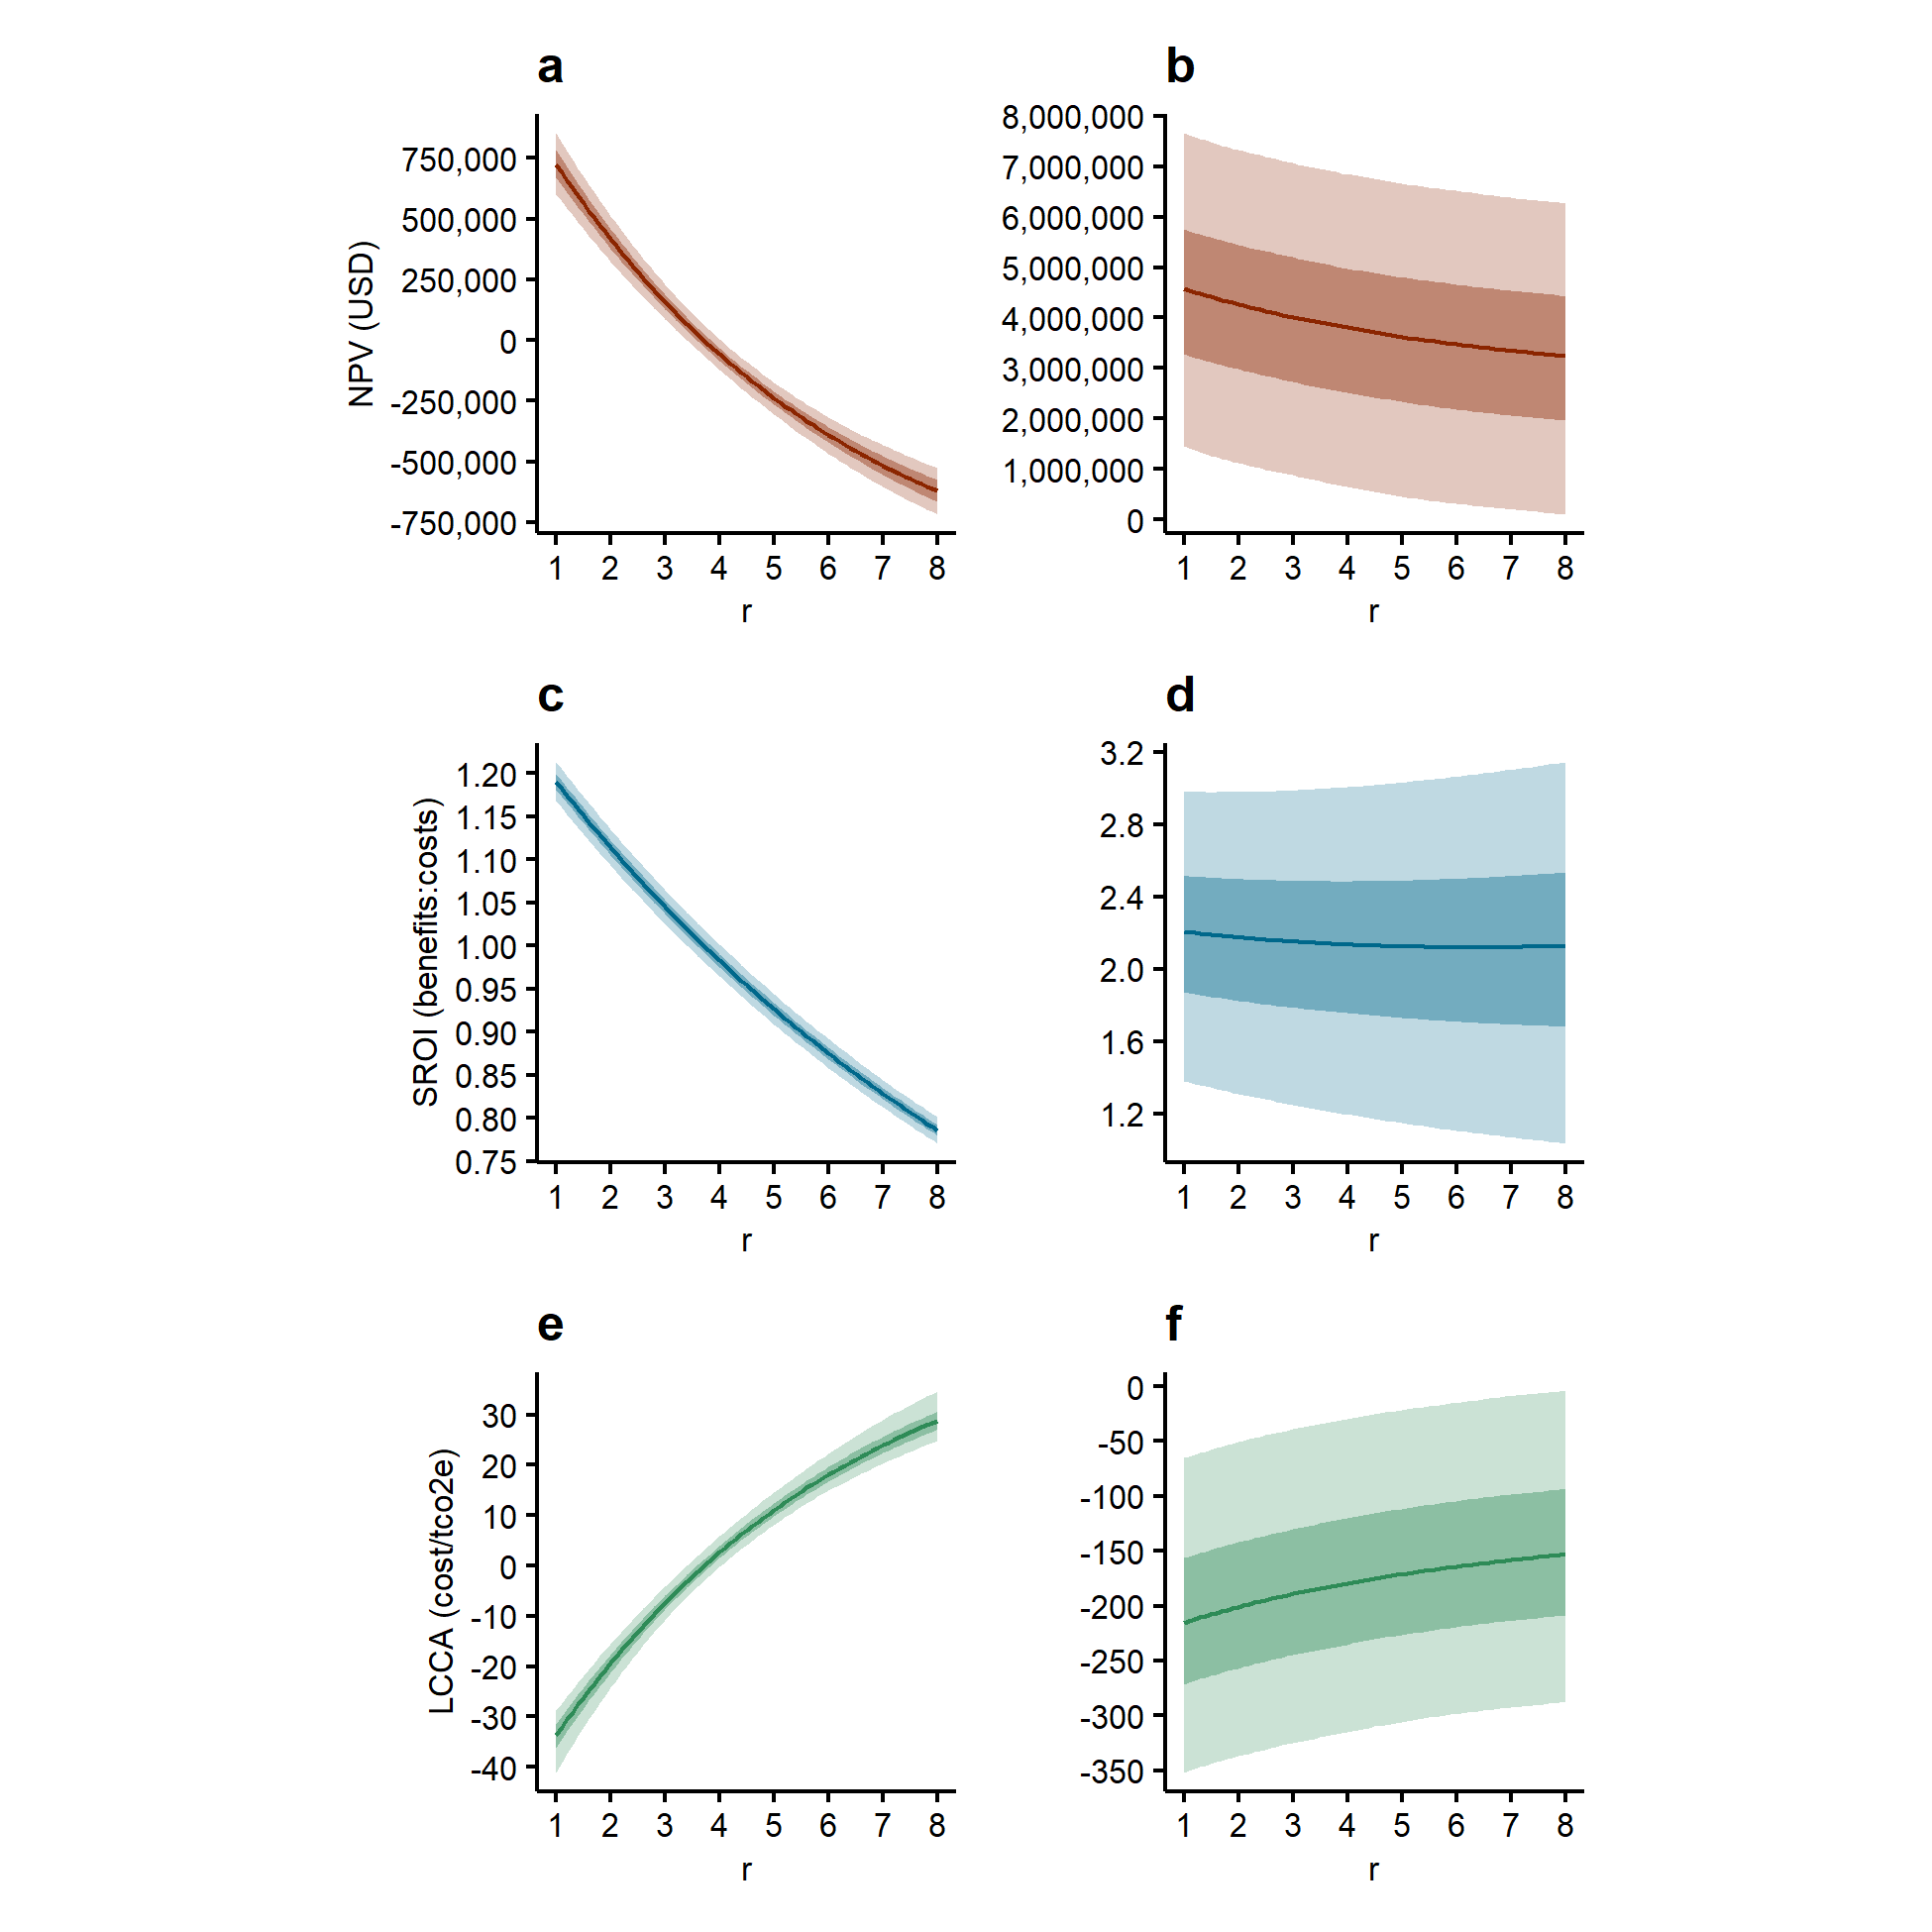 a
750,000
500,000
250,000
0
-250,000
-500,000
-750,000
NPV (USD)
1 2 3 4 5 6 7 8
r
b
8,000,000
7,000,000
6,000,000
5,000,000
4,000,000
3,000,000
2,000,000
1,000,000
0
1 2 3 4 5 6 7 8
r
c
1.20
1.15
1.10
1.05
1.00
0.95
0.90
0.85
0.80
0.75
SROI (benefits:costs)
1 2 3 4 5 6 7 8
r
d
3.2
2.8
2.4
2.0
1.6
1.2
1 2 3 4 5 6 7 8
r
e
30
20
10
0
-10
-20
-30
-40
LCCA (cost/tco2e)
1 2 3 4 5 6 7 8
r
f
0
-50
-100
-150
-200
-250
-300
-350
1 2 3 4 5 6 7 8
r